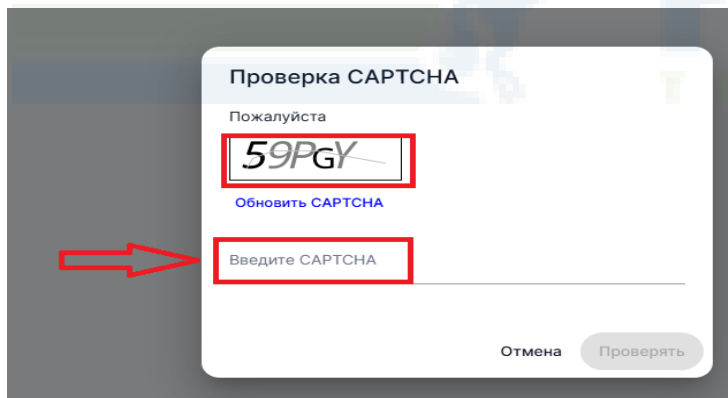 Проверка CAPTCHA
Пожалуйста
59PGY
Обновить CAPTCHA
Введите CAPTCHA
Отмена Проверять